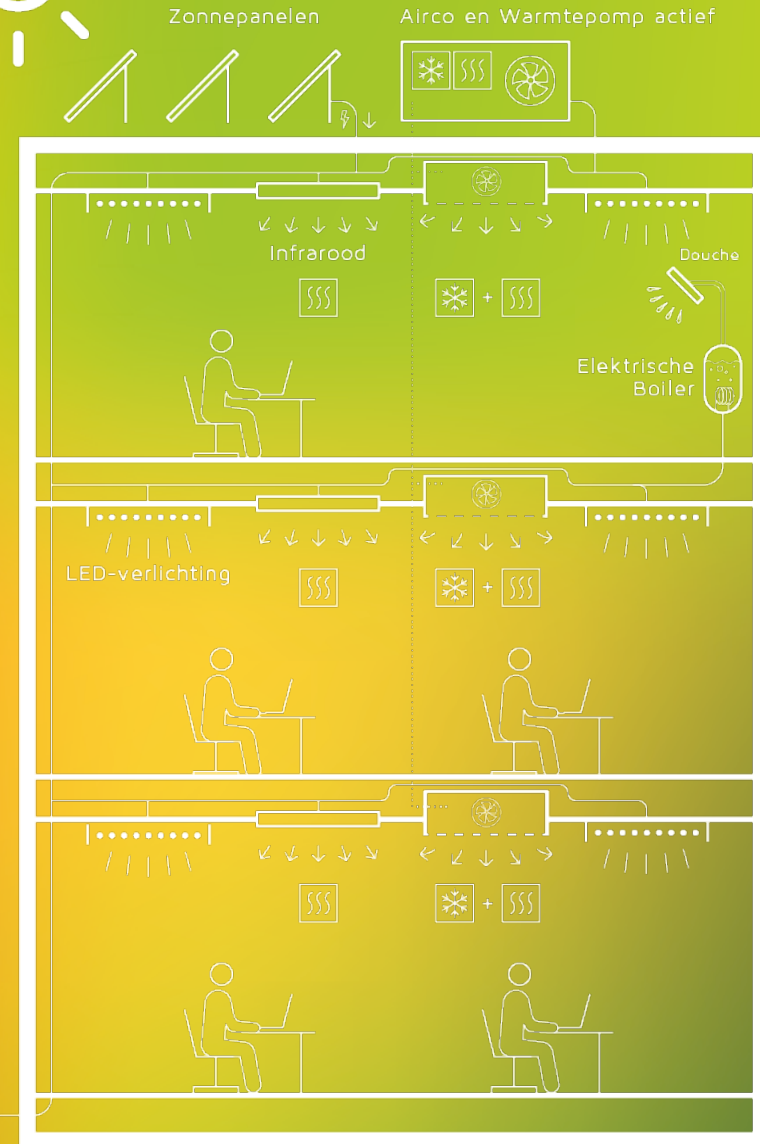 Zonnepanelen
Airco en Warmtepomp actief
Infrarood
Douche
Elektrische
Boiler
LED-verlichting